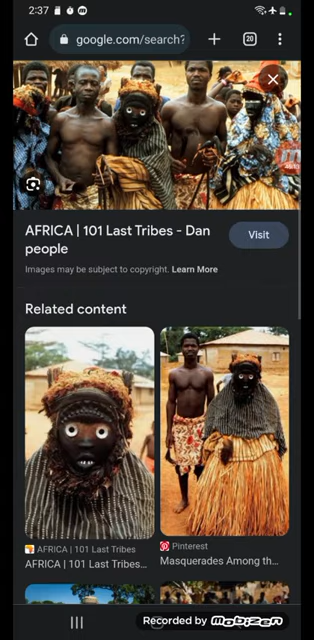 2:37
google.com/search?
20
AFRICA | 101 Last Tribes - Dan
people
Visit
Images may be subject to copyright. Learn More
Related content
AFRICA | 101 Last Tribes
AFRICA | 101 Last Tribes...
Pinterest
Masquerades Among th...
Recorded by mobizen